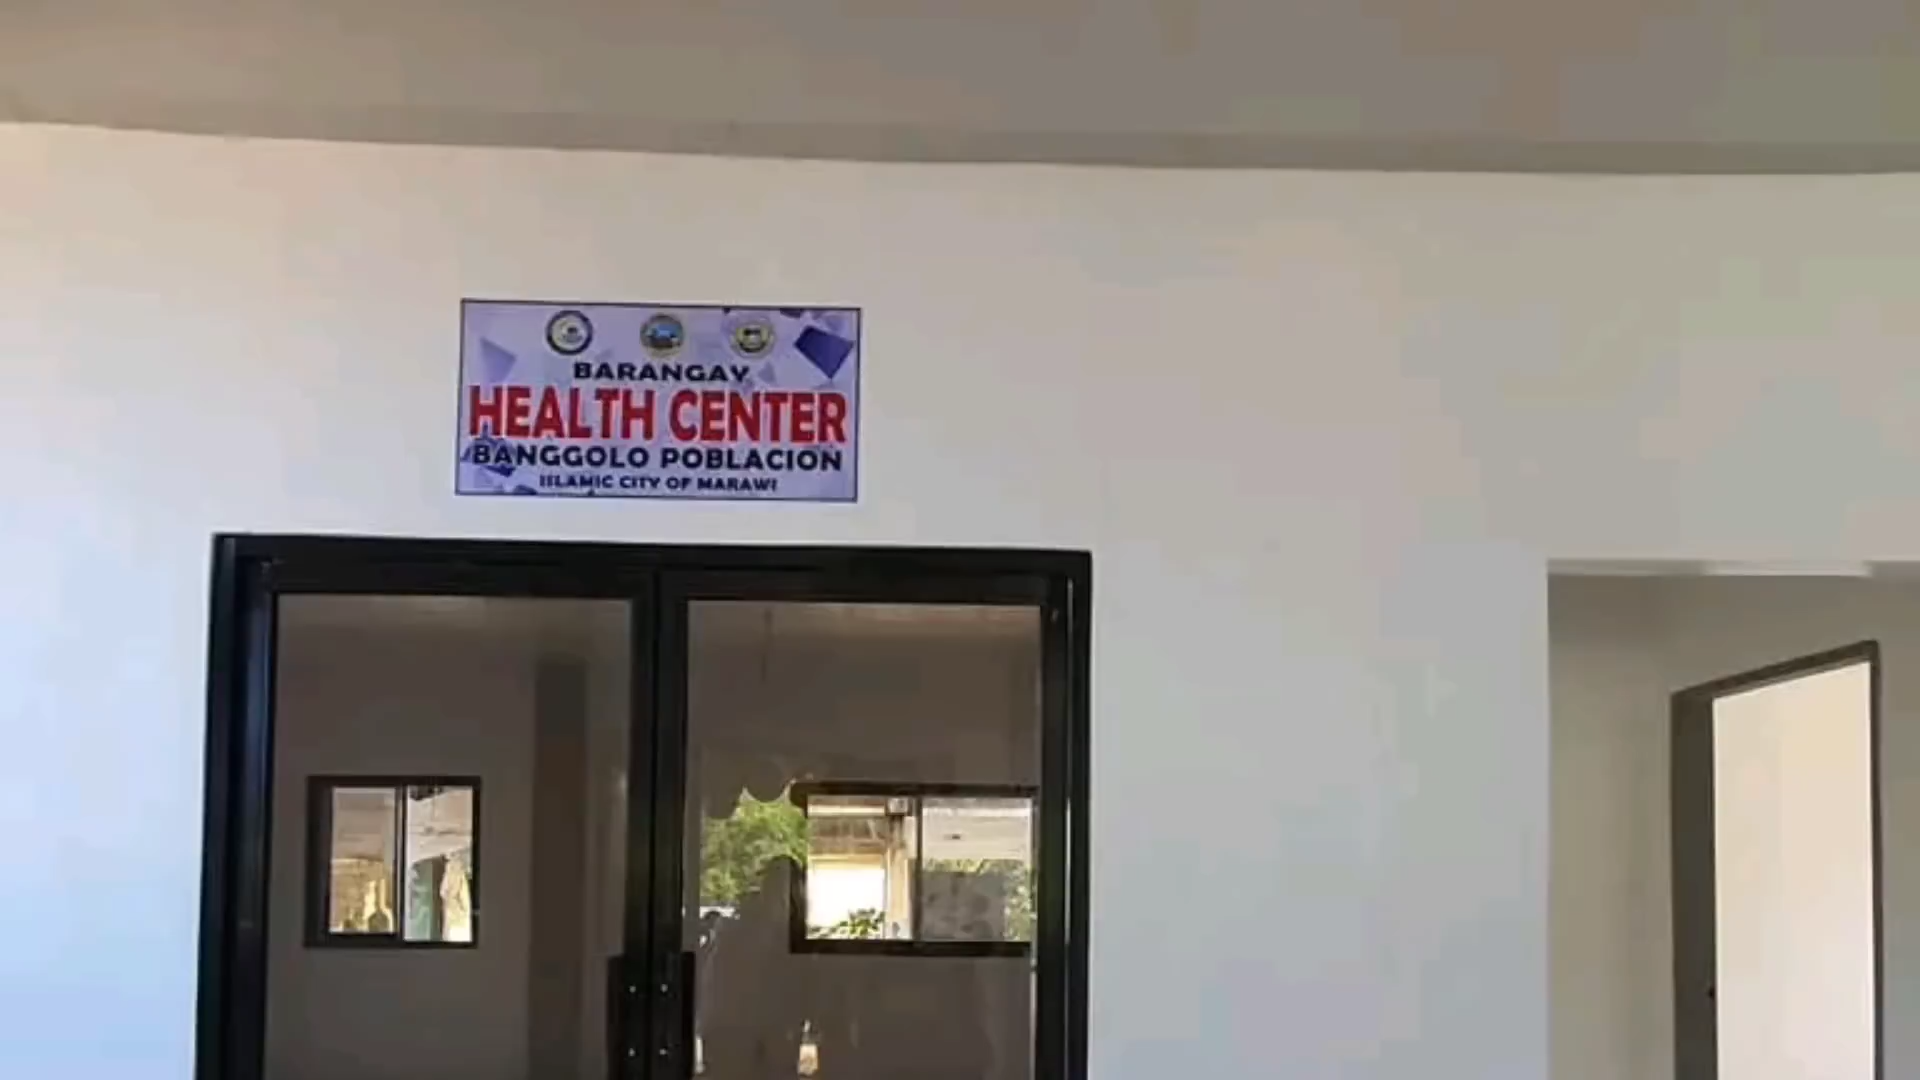 BARANGAY
HEALTH CENTER
BANGGOLO POBLACION
ISLAMIC CITY OF MARAWI